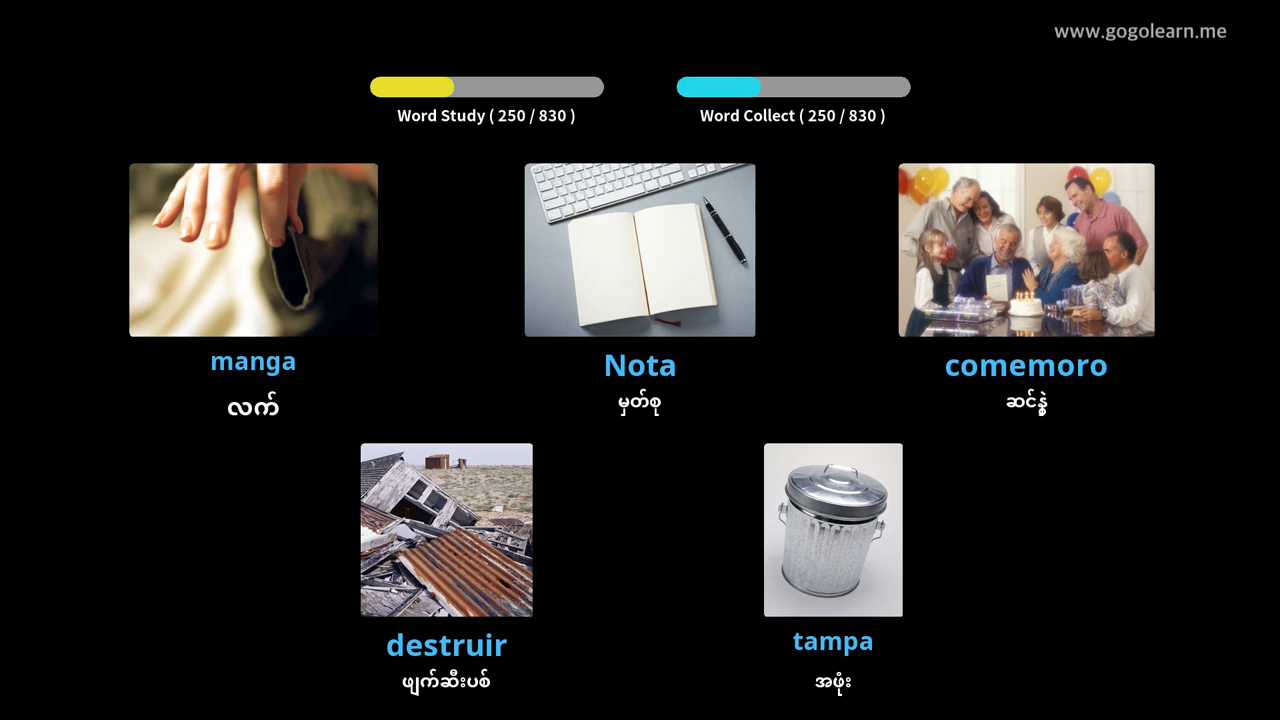 www.gogolearn.me
Word Study ( 250 / 830 )
Word Collect ( 250 / 830 )
manga
လက်
Nota
မှတ်စု
comemoro
ဆင်နွှဲ
destruir
ဖျက်ဆီးပစ်
tampa
အဖုံး